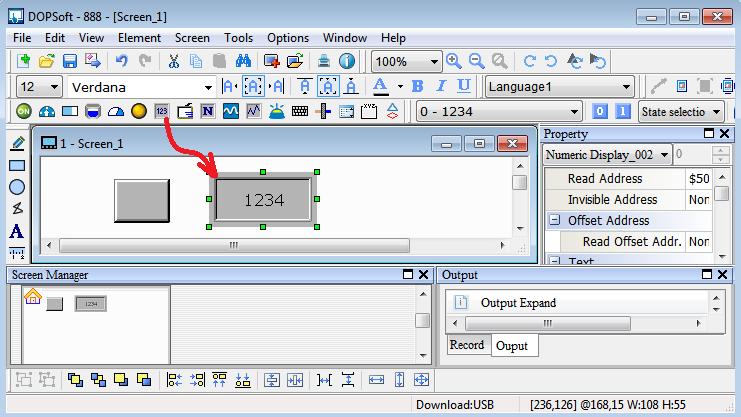 DOPSoft - 888 - [Screen_1]
File Edit View Element Screen Tools Options Window Help
100%
12 Verdana A A A A A A A B I U Language1
ON 123 N XYZ 0 - 1234 0 1 State selectio
1 - Screen_1
1234
Property
Numeric Display_002 0
Read Address $50
Invisible Address Non
Offset Address
Read Offset Addr. Non
Text
A
Screen Manager
1234
Output
Output Expand
Record Ouput
Download:USB [236,126] @168,15 W:108 H:55